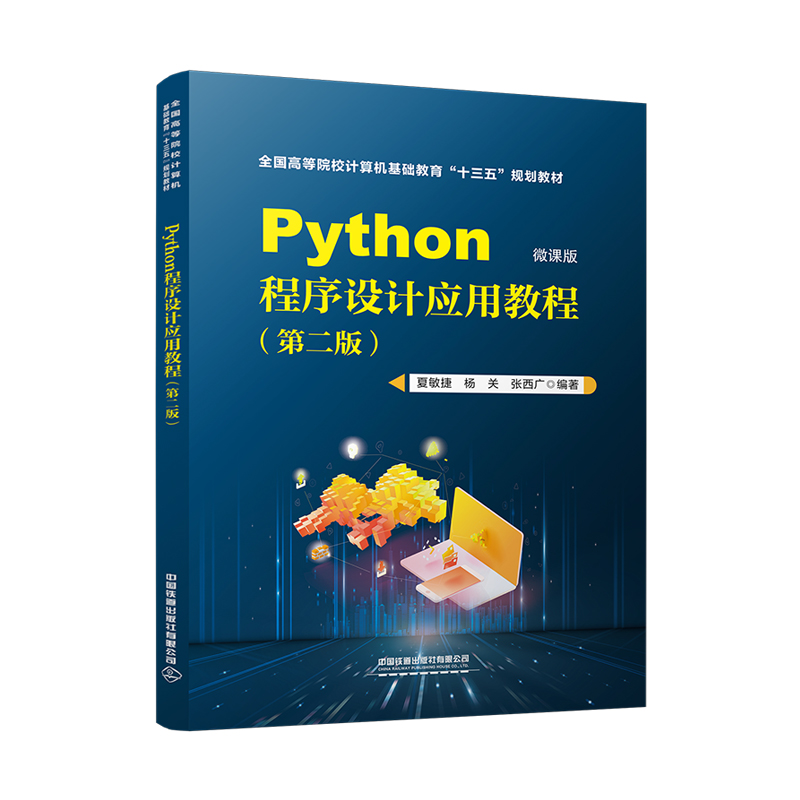 全国高等院校计算机
基础教育“十三五”规划教材
Python程序设计应用教程（第二版）
中国铁道出版社有限公司
全国高等院校计算机基础教育“十三五”规划教材
Python 微课版
程序设计应用教程
（第二版）
夏敏捷 杨 关 张西广◎编著
中国铁道出版社有限公司
CHINA RAILWAY PUBLISHING HOUSE CO., LTD.